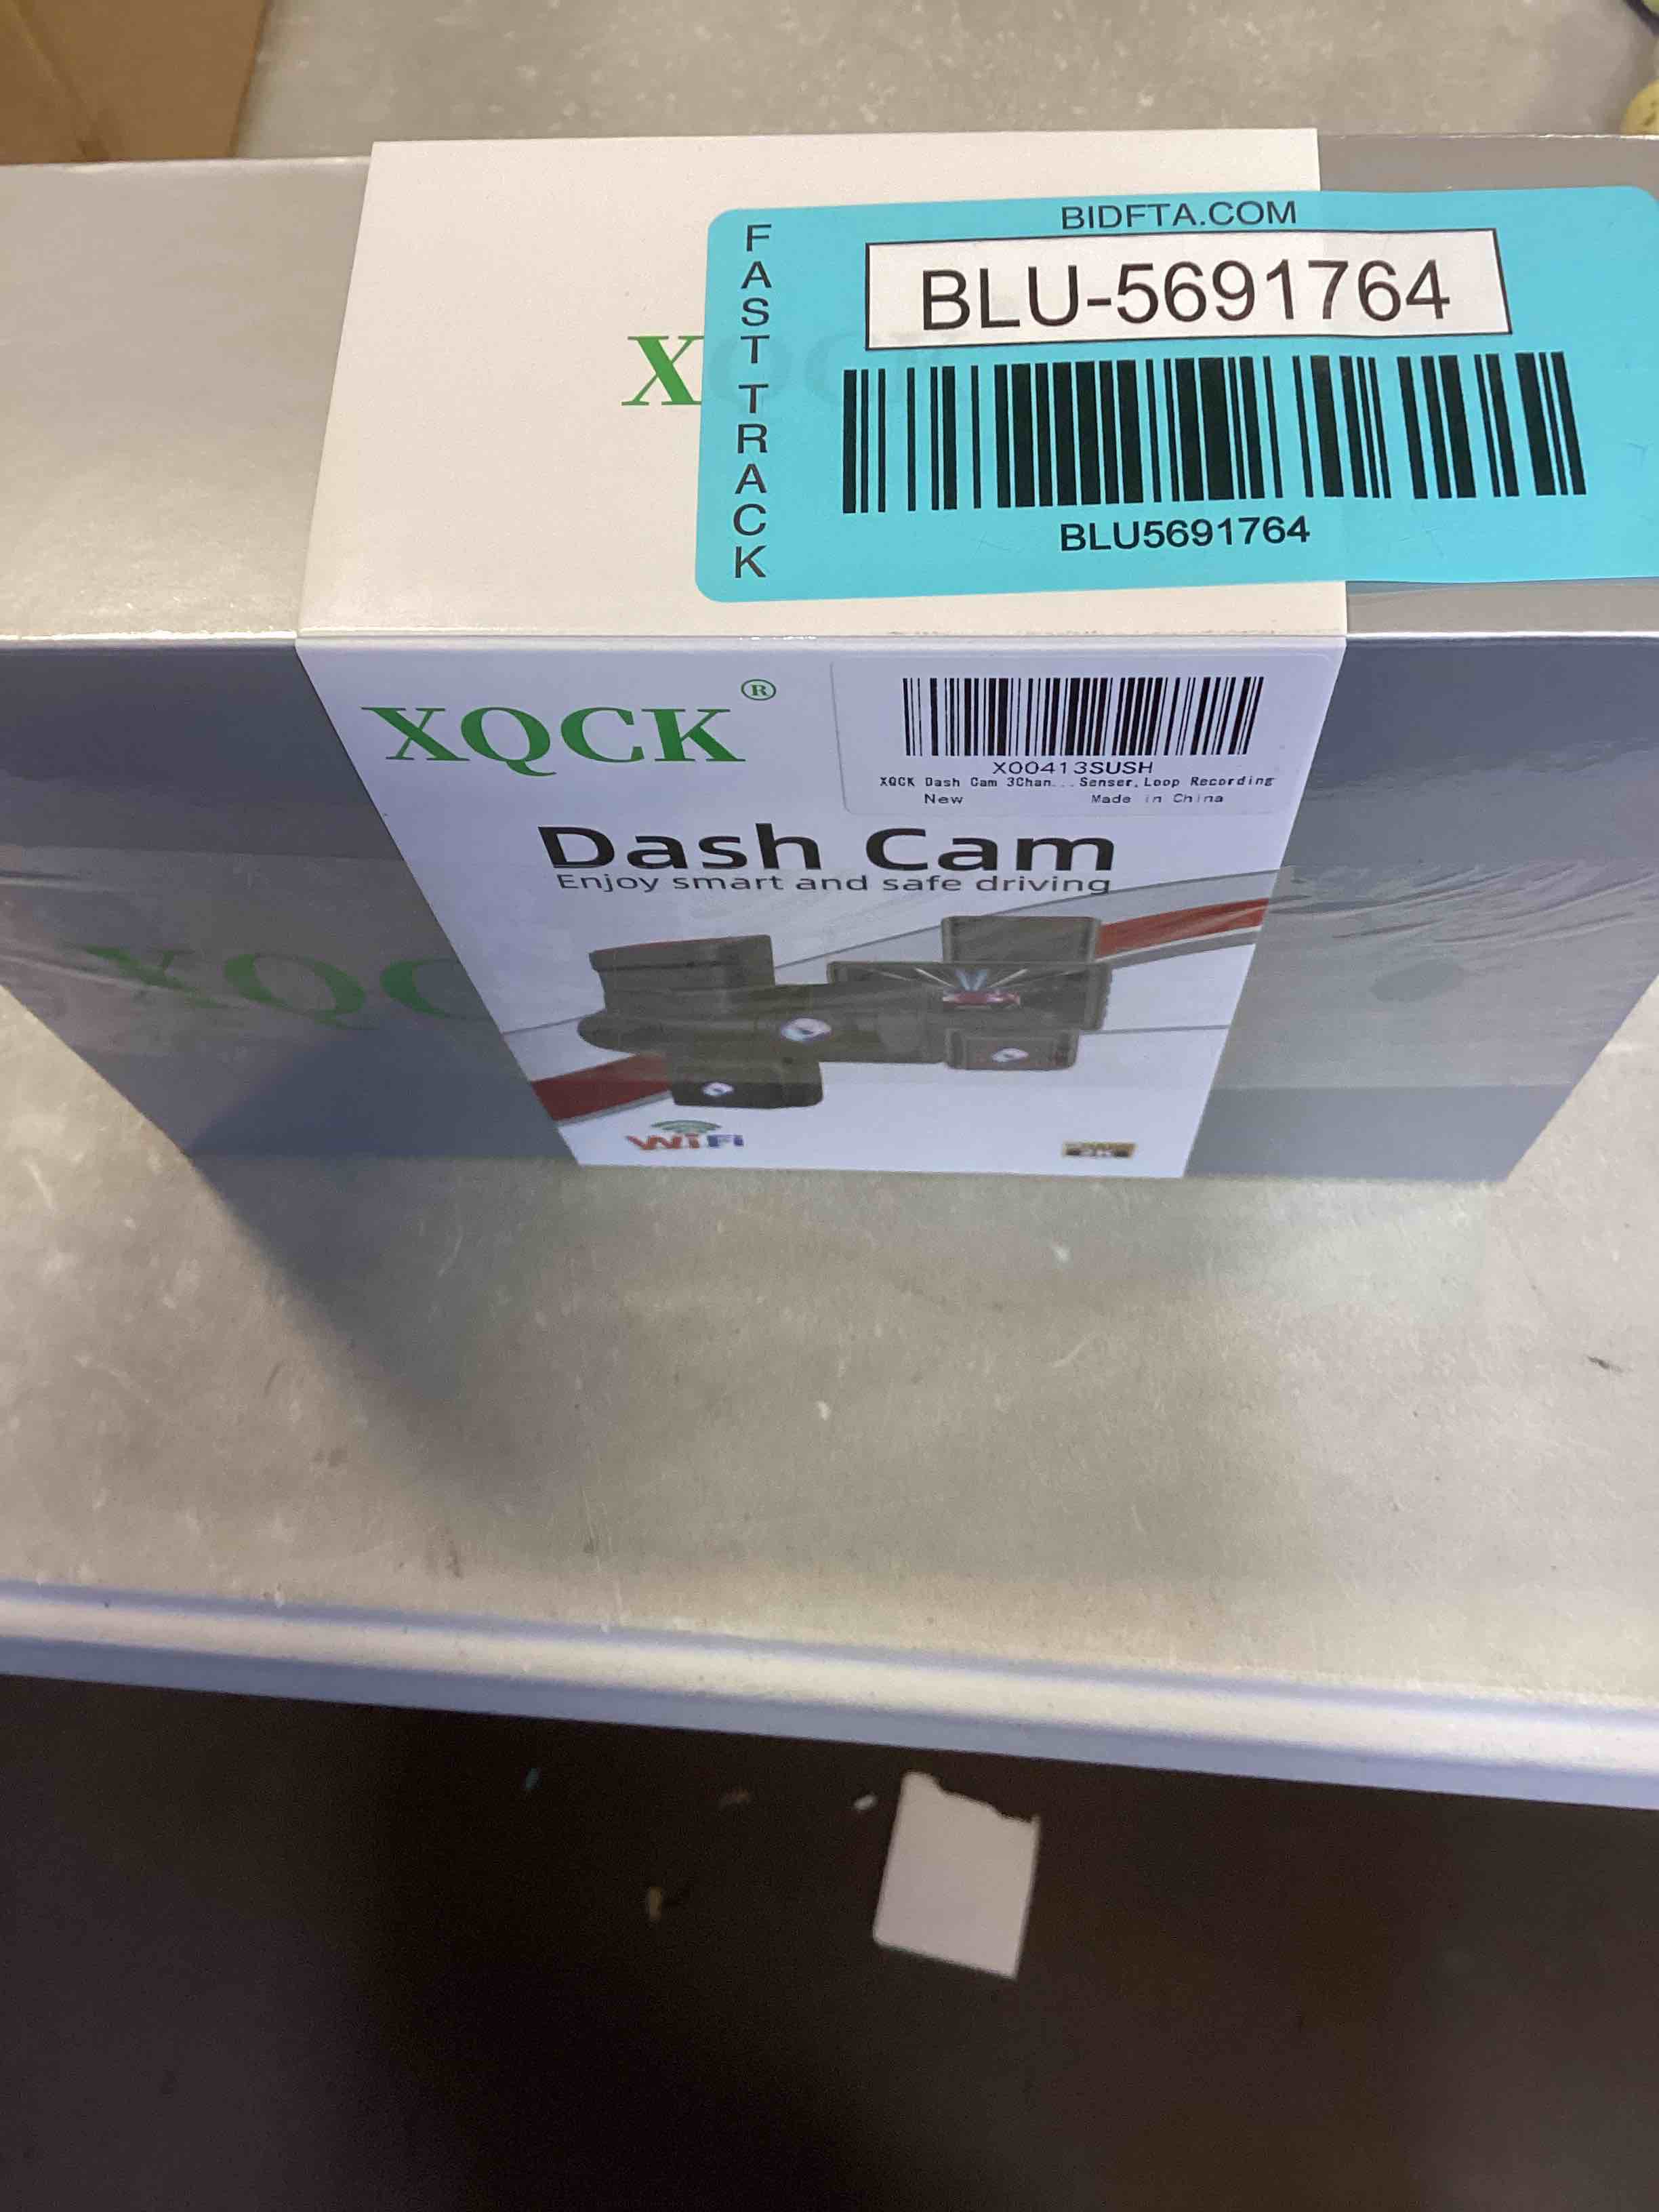 BIDFTA.COM
FAST TRACK
BLU-5691764
X
BLU5691764
XQCK®
X00413SUSH
XQCK Dash Cam 3Chan... Senser, Loop Recording
New Made in China
Dash Cam
Enjoy smart and safe driving
XQC
WiFi